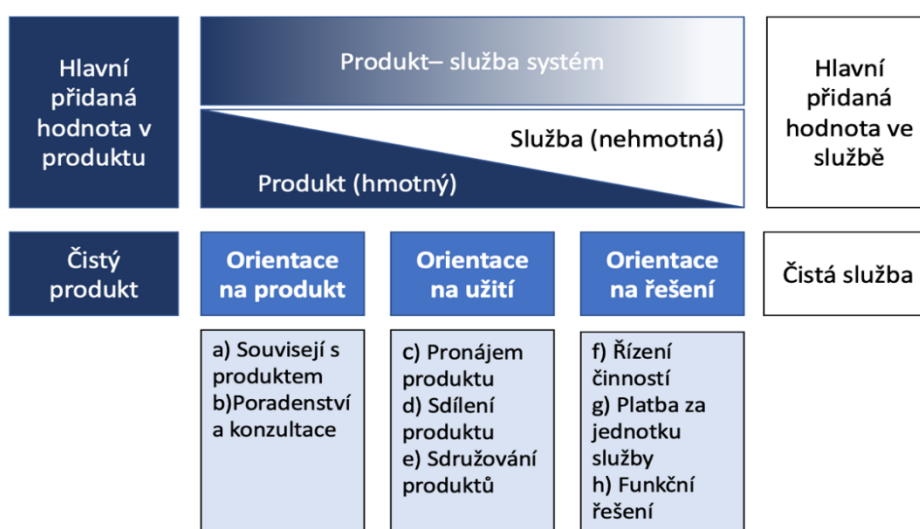 Hlavní
přidaná
hodnota v
produktu
Produkt– služba systém
Služba (nehmotná)
Produkt (hmotný)
Hlavní
přidaná
hodnota ve
službě
Čistý
produkt
Orientace
na produkt
Orientace
na užití
Orientace
na řešení
Čistá služba
a) Souvisejí s
produktem
b)Poradenství
a konzultace
c) Pronájem
produktu
d) Sdílení
produktu
e) Sdružování
produktů
f) Řízení
činností
g) Platba za
jednotku
služby
h) Funkční
řešení